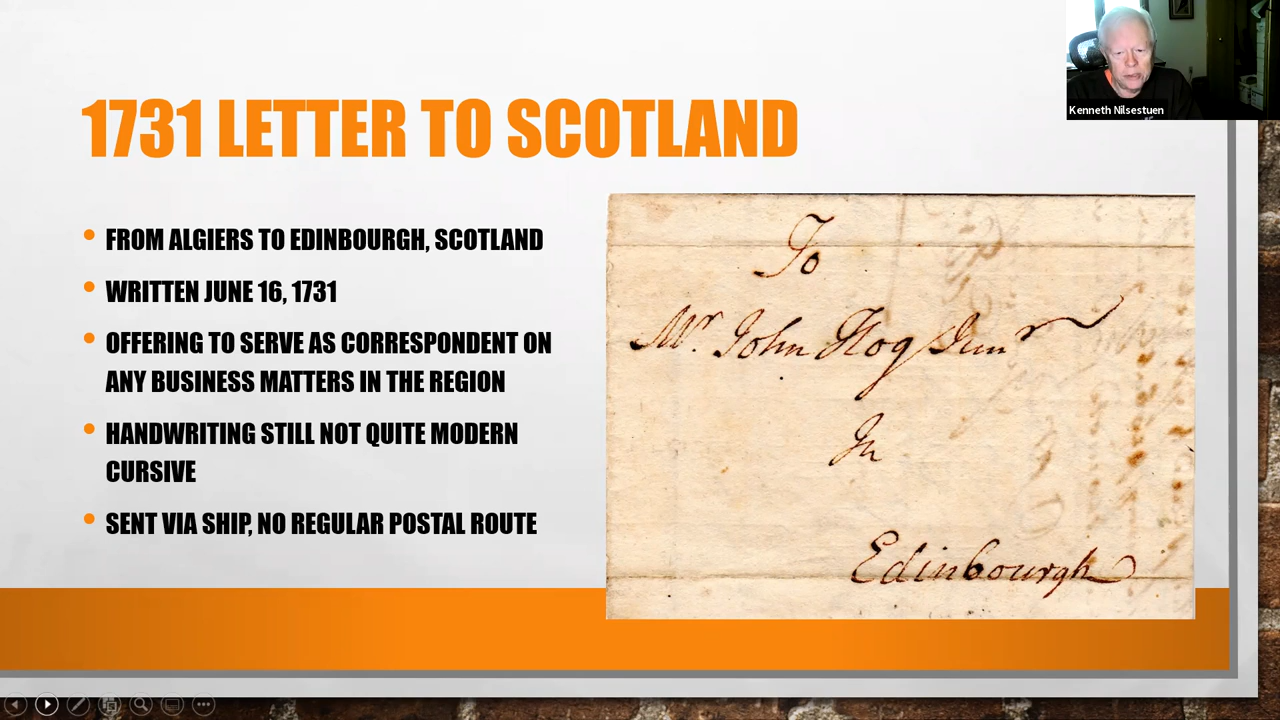 1731 LETTER TO SCOTLAND
FROM ALGIERS TO EDINBOURGH, SCOTLAND
WRITTEN JUNE 16, 1731
OFFERING TO SERVE AS CORRESPONDENT ON
ANY BUSINESS MATTERS IN THE REGION
HANDWRITING STILL NOT QUITE MODERN
CURSIVE
SENT VIA SHIP, NO REGULAR POSTAL ROUTE
To
Mr. John Hog Junr
In
Edinbourgh
Kenneth Nilsestuen